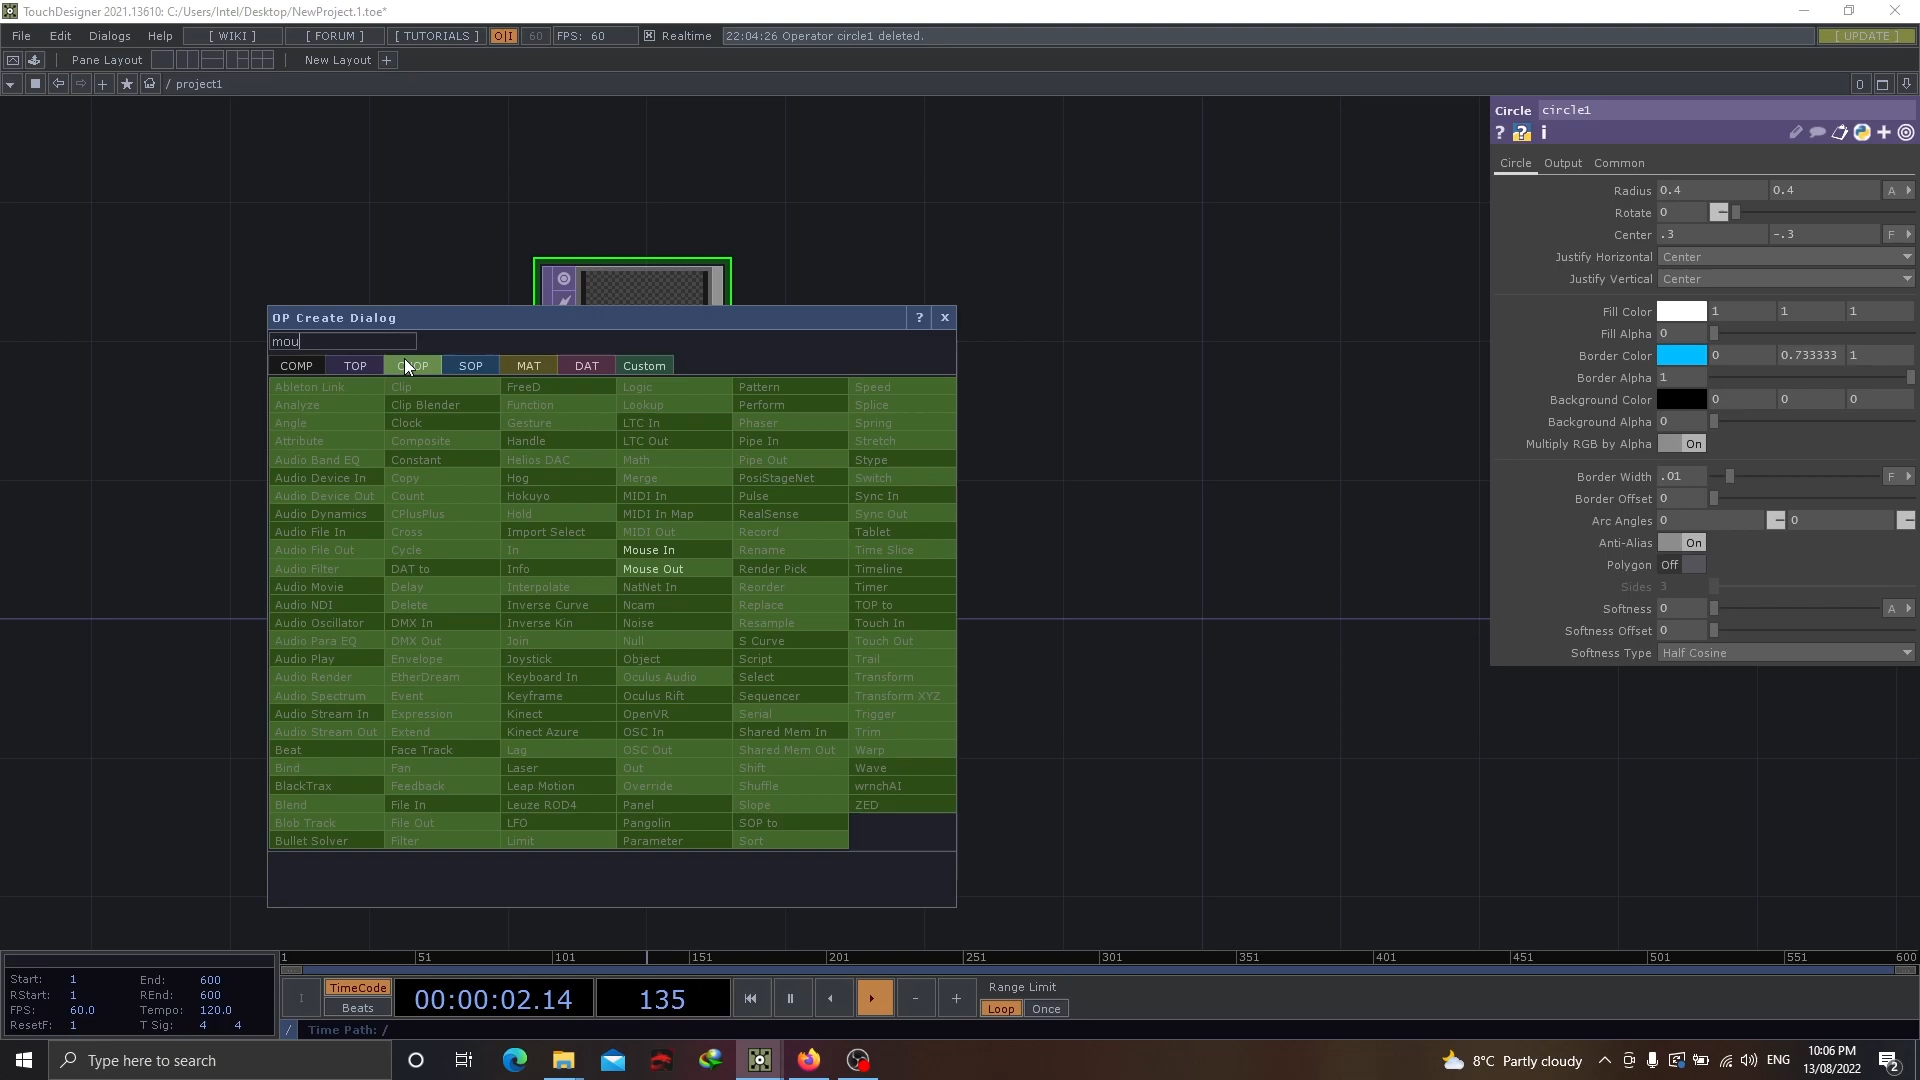 TouchDesigner 2021.13610: C:/Users/Intel/Desktop/NewProject.1.toe*
File Edit Dialogs Help [ WIKI ] [ FORUM ] [ TUTORIALS ] O|I 60 FPS: 60 Realtime 22:04:26 Operator circle1 deleted. [ UPDATE ]
Pane Layout New Layout +
/ project1 0
Circle circle1
? ? i
Circle Output Common
Radius 0.4 0.4 A
Rotate 0
Center .3 -.3 F
Justify Horizontal Center
Justify Vertical Center
Fill Color 1 1 1
Fill Alpha 0
Border Color 0 0.733333 1
Border Alpha 1
Background Color 0 0 0
Background Alpha 0
Multiply RGB by Alpha On
Border Width .01 F
Border Offset 0
Arc Angles 0 0
Anti-Alias On
Polygon Off
Sides 3
Softness 0 A
Softness Offset 0
Softness Type Half Cosine
OP Create Dialog ? x
mou
COMP TOP CHOP SOP MAT DAT Custom
Ableton Link Clip FreeD Logic Pattern Speed
Analyze Clip Blender Function Lookup Perform Splice
Angle Clock Gesture LTC In Phaser Spring
Attribute Composite Handle LTC Out Pipe In Stretch
Audio Band EQ Constant Helios DAC Math Pipe Out Stype
Audio Device In Copy Hog Merge PosiStageNet Switch
Audio Device Out Count Hokuyo MIDI In Pulse Sync In
Audio Dynamics CPlusPlus Hold MIDI In Map RealSense Sync Out
Audio File In Cross Import Select MIDI Out Record Tablet
Audio File Out Cycle In Mouse In Rename Time Slice
Audio Filter DAT to Info Mouse Out Render Pick Timeline
Audio Movie Delay Interpolate NatNet In Reorder Timer
Audio NDI Delete Inverse Curve Ncam Replace TOP to
Audio Oscillator DMX In Inverse Kin Noise Resample Touch In
Audio Para EQ DMX Out Join Null S Curve Touch Out
Audio Play Envelope Joystick Object Script Trail
Audio Render EtherDream Keyboard In Oculus Audio Select Transform
Audio Spectrum Event Keyframe Oculus Rift Sequencer Transform XYZ
Audio Stream In Expression Kinect OpenVR Serial Trigger
Audio Stream Out Extend Kinect Azure OSC In Shared Mem In Trim
Beat Face Track Lag OSC Out Shared Mem Out Warp
Bind Fan Laser Out Shift Wave
BlackTrax Feedback Leap Motion Override Shuffle wrnchAI
Blend File In Leuze ROD4 Panel Slope ZED
Blob Track File Out LFO Pangolin SOP to
Bullet Solver Filter Limit Parameter Sort
1 51 101 151 201 251 301 351 401 451 501 551 600
Start: 1 End: 600
RStart: 1 REnd: 600
FPS: 60.0 Tempo: 120.0
ResetF: 1 T Sig: 4 4
I TimeCode Beats 00:00:02.14 135 - + Range Limit
Loop Once
/ Time Path: /
Type here to search 8°C Partly cloudy ENG 10:06 PM
13/08/2022 2